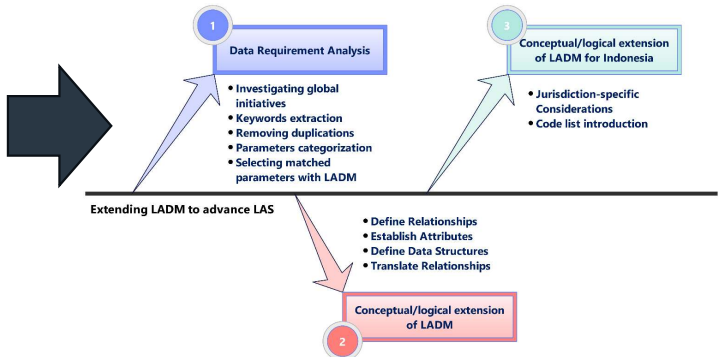 1
Data Requirement Analysis
• Investigating global
initiatives
• Keywords extraction
• Removing duplications
• Parameters categorization
• Selecting matched
parameters with LADM
3
Conceptual/logical extension
of LADM for Indonesia
• Jurisdiction-specific
Considerations
• Code list introduction
Extending LADM to advance LAS
• Define Relationships
• Establish Attributes
• Define Data Structures
• Translate Relationships
Conceptual/logical extension
of LADM
2